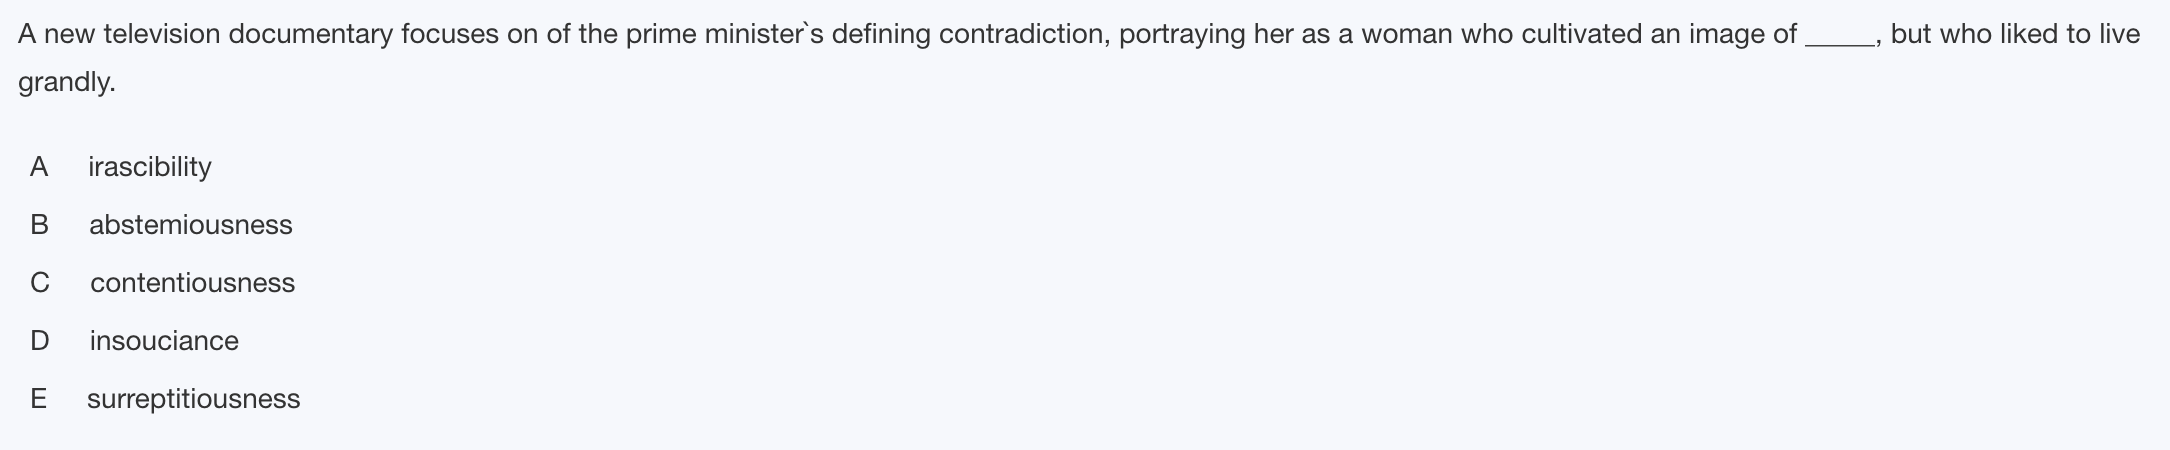 A new television documentary focuses on of the prime minister`s defining contradiction, portraying her as a woman who cultivated an image of _____, but who liked to live
grandly.
A irascibility
B abstemiousness
C contentiousness
D insouciance
E surreptitiousness